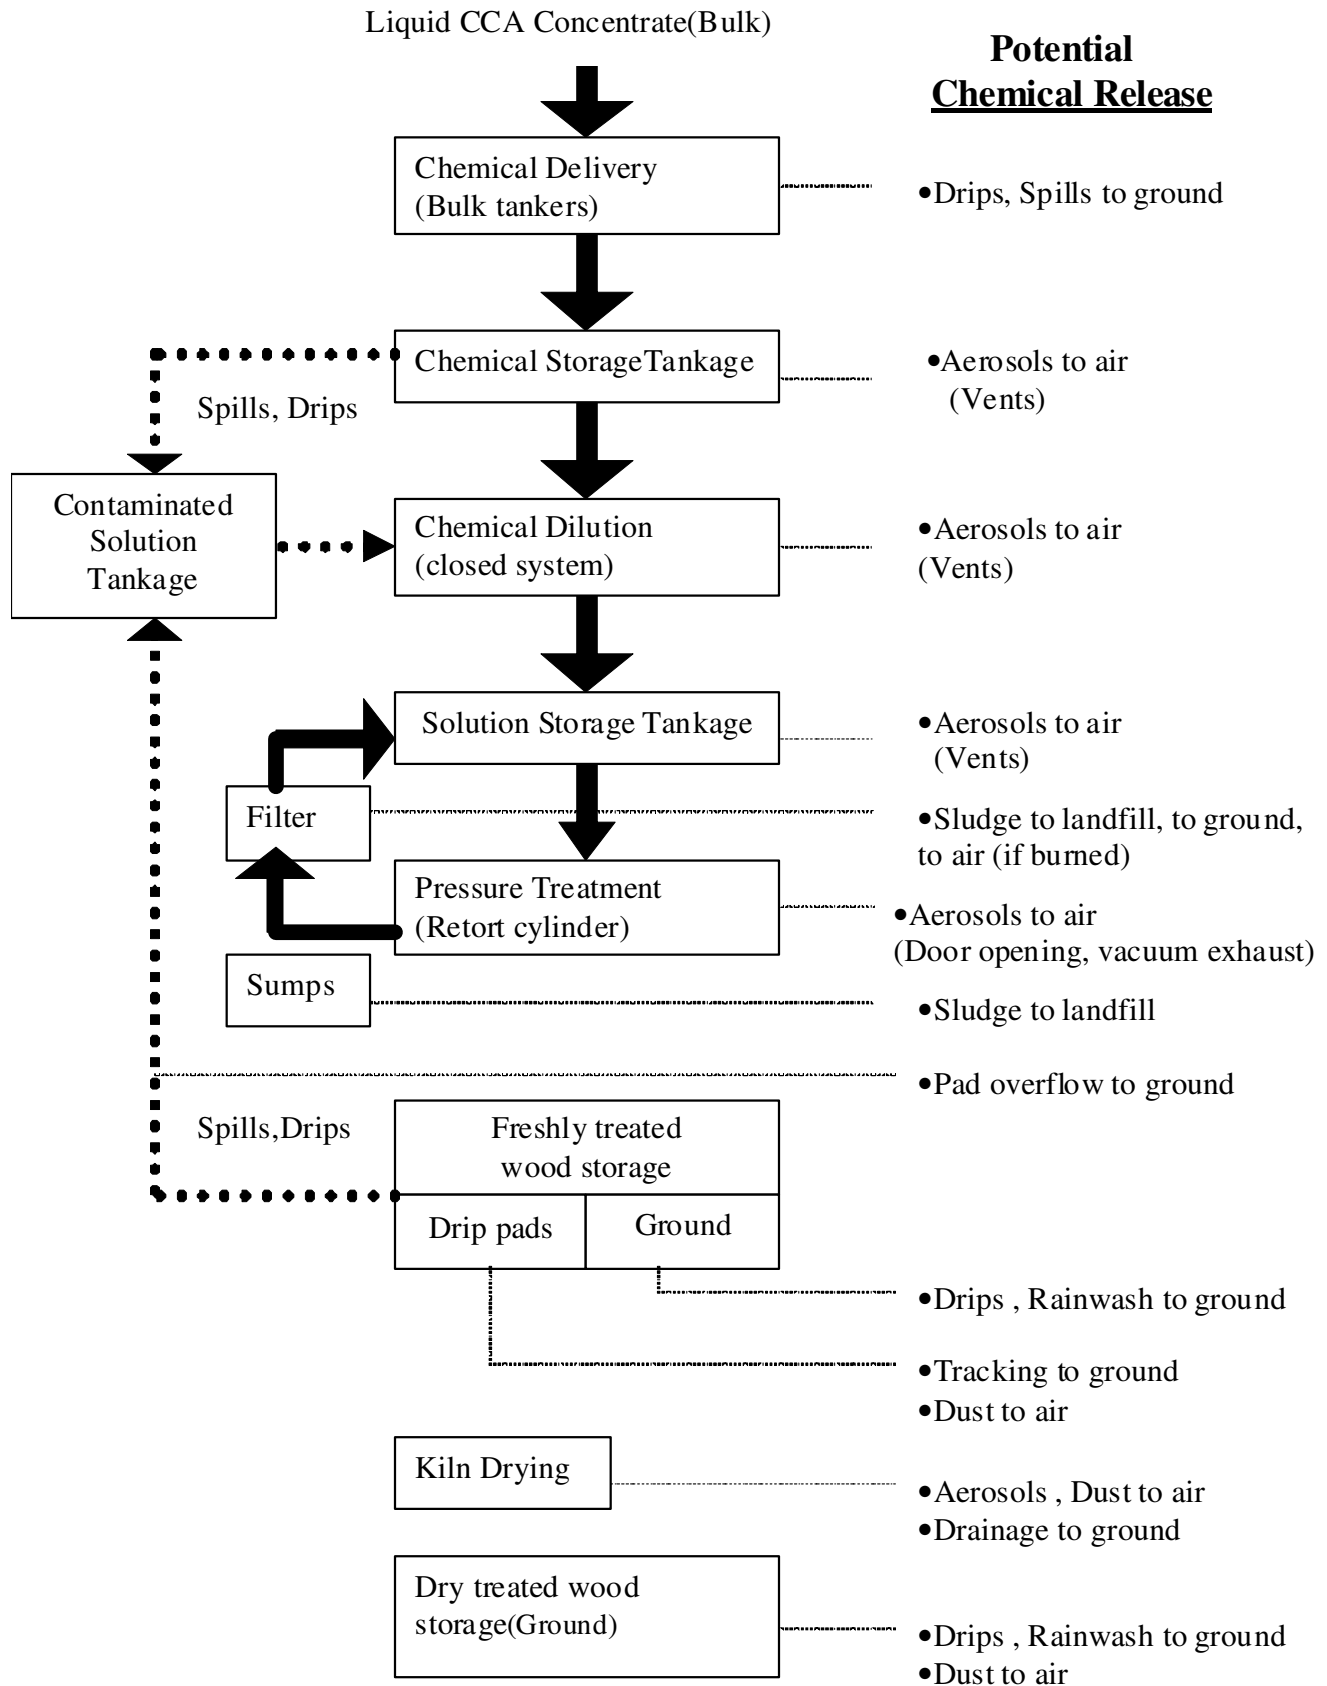 Liquid CCA Concentrate(Bulk)
Potential
Chemical Release
Chemical Delivery
(Bulk tankers)
•Drips, Spills to ground
Chemical StorageTankage
•Aerosols to air
(Vents)
Spills, Drips
Contaminated
Solution
Tankage
Chemical Dilution
(closed system)
•Aerosols to air
(Vents)
Solution Storage Tankage
•Aerosols to air
(Vents)
Filter
•Sludge to landfill, to ground,
to air (if burned)
Pressure Treatment
(Retort cylinder)
•Aerosols to air
(Door opening, vacuum exhaust)
Sumps
•Sludge to landfill
•Pad overflow to ground
Spills,Drips
Freshly treated
wood storage
Drip pads
Ground
•Drips , Rainwash to ground
•Tracking to ground
•Dust to air
Kiln Drying
•Aerosols , Dust to air
•Drainage to ground
Dry treated wood
storage(Ground)
•Drips , Rainwash to ground
•Dust to air